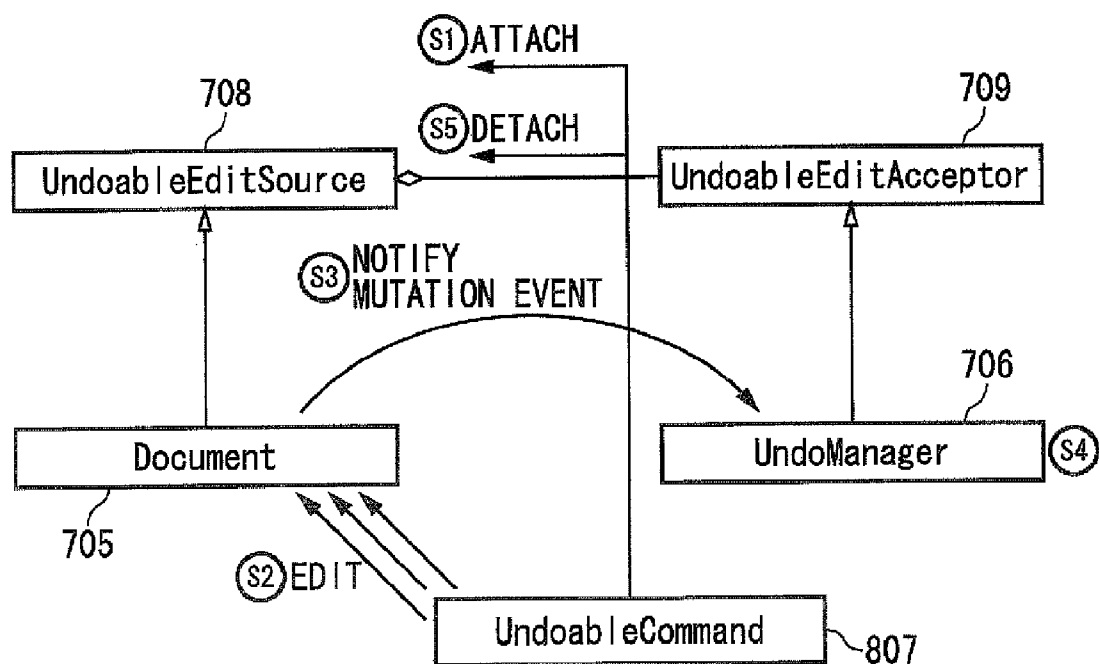 S1 ATTACH
708
709
S5 DETACH
UndoableEditSource
UndoableEditAcceptor
S3 NOTIFY
MUTATION EVENT
706
Document
UndoManager
S4
705
S2 EDIT
UndoableCommand
807